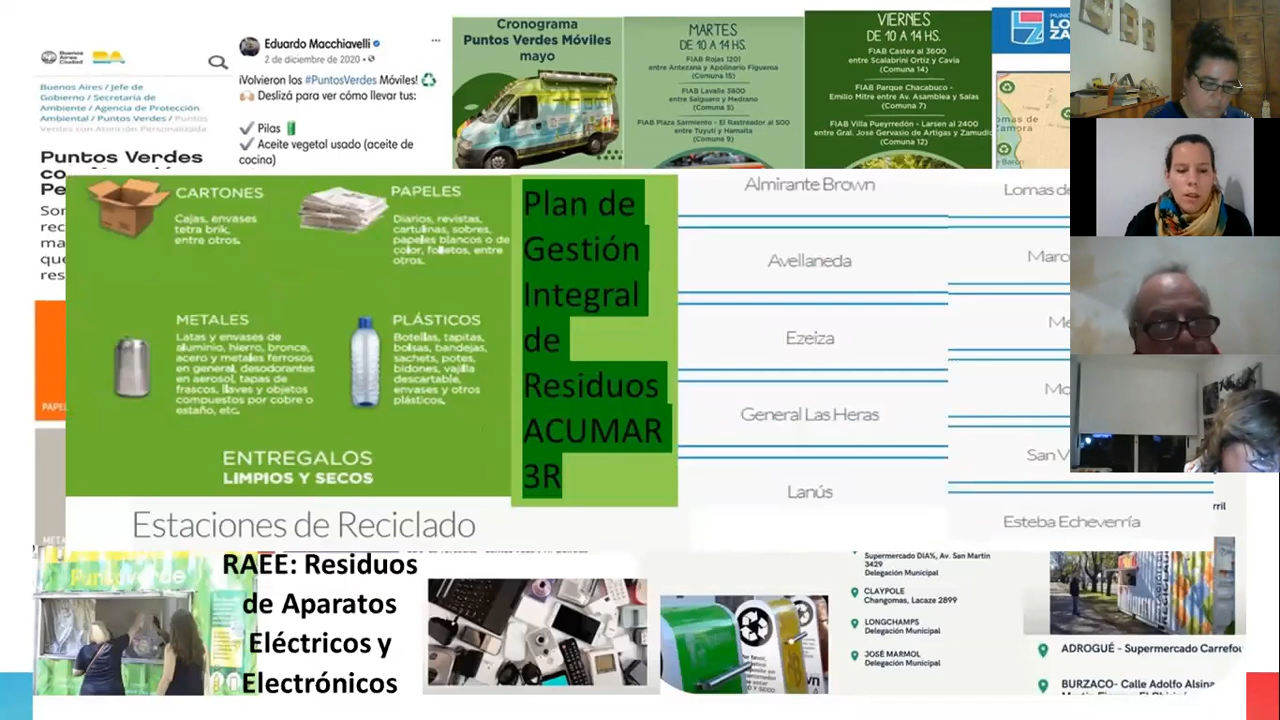 Buenos
Aires
Ciudad
BA
Buenos Aires / Jefe de
Gobierno / Secretaría de
Ambiente / Agencia de Protección
Ambiental / Puntos Verdes / Puntos
Verdes con Atención Personalizada
Puntos Verdes
Eduardo Macchiavelli
2 de diciembre de 2020
¡Volvieron los #PuntosVerdes Móviles!
Deslizá para ver cómo llevar tus:
✓ Pilas
✓ Aceite vegetal usado (aceite de
cocina)
Cronograma
Puntos Verdes Móviles
mayo
MARTES
DE 10 A 14 HS.
FIAB Rojas 1201
entre Antezana y Apolinario Figueroa
(Comuna 15)
FIAB Lavalle 3800
entre Salguero y Medrano
(Comuna 5)
FIAB Plaza Sarmiento - El Rastreador al 500
entre Tuyutí y Hamalta
(Comuna 9)
VIERNES
DE 10 A 14 HS.
FIAB Castex al 3600
entre Scalabrini Ortiz y Cavia
(Comuna 14)
FIAB Parque Chacabuco -
Emilio Mitre entre Av. Asamblea y Salas
(Comuna 7)
FIAB Villa Pueyrredón - Larsen al 2400
entre Gral. José Gervasio de Artigas y Zamudio
(Comuna 12)
CARTONES
Cajas, envases
tetra brik,
entre otros.
PAPELES
Diarios, revistas,
cartulinas, sobres,
papeles blancos o de
color, folletos, entre
otros.
METALES
Latas y envases de
aluminio, hierro, bronce,
acero y metales ferrosos
en general, desodorantes
en aerosol, tapas de
frascos, llaves y objetos
compuestos por cobre o
estaño, etc.
PLÁSTICOS
Botellas, tapitas,
bolsas, bandejas,
sachets, potes,
bidones, vajilla
descartable,
envases y otros
plásticos.
ENTREGALOS
LIMPIOS Y SECOS
Plan de
Gestión
Integral
de
Residuos
ACUMAR
3R
Almirante Brown
Avellaneda
Ezeiza
General Las Heras
Lanús
Lomas de
Esteba Echeverría
Estaciones de Reciclado
RAEE: Residuos
de Aparatos
Eléctricos y
Electrónicos
Supermercado DIA%, Av. San Martín
3429
Delegación Municipal
CLAYPOLE
Changomas, Lacaze 2899
LONGCHAMPS
Delegación Municipal
JOSÉ MARMOL
Delegación Municipal
ADROGUÉ - Supermercado Carrefou
BURZACO- Calle Adolfo Alsina